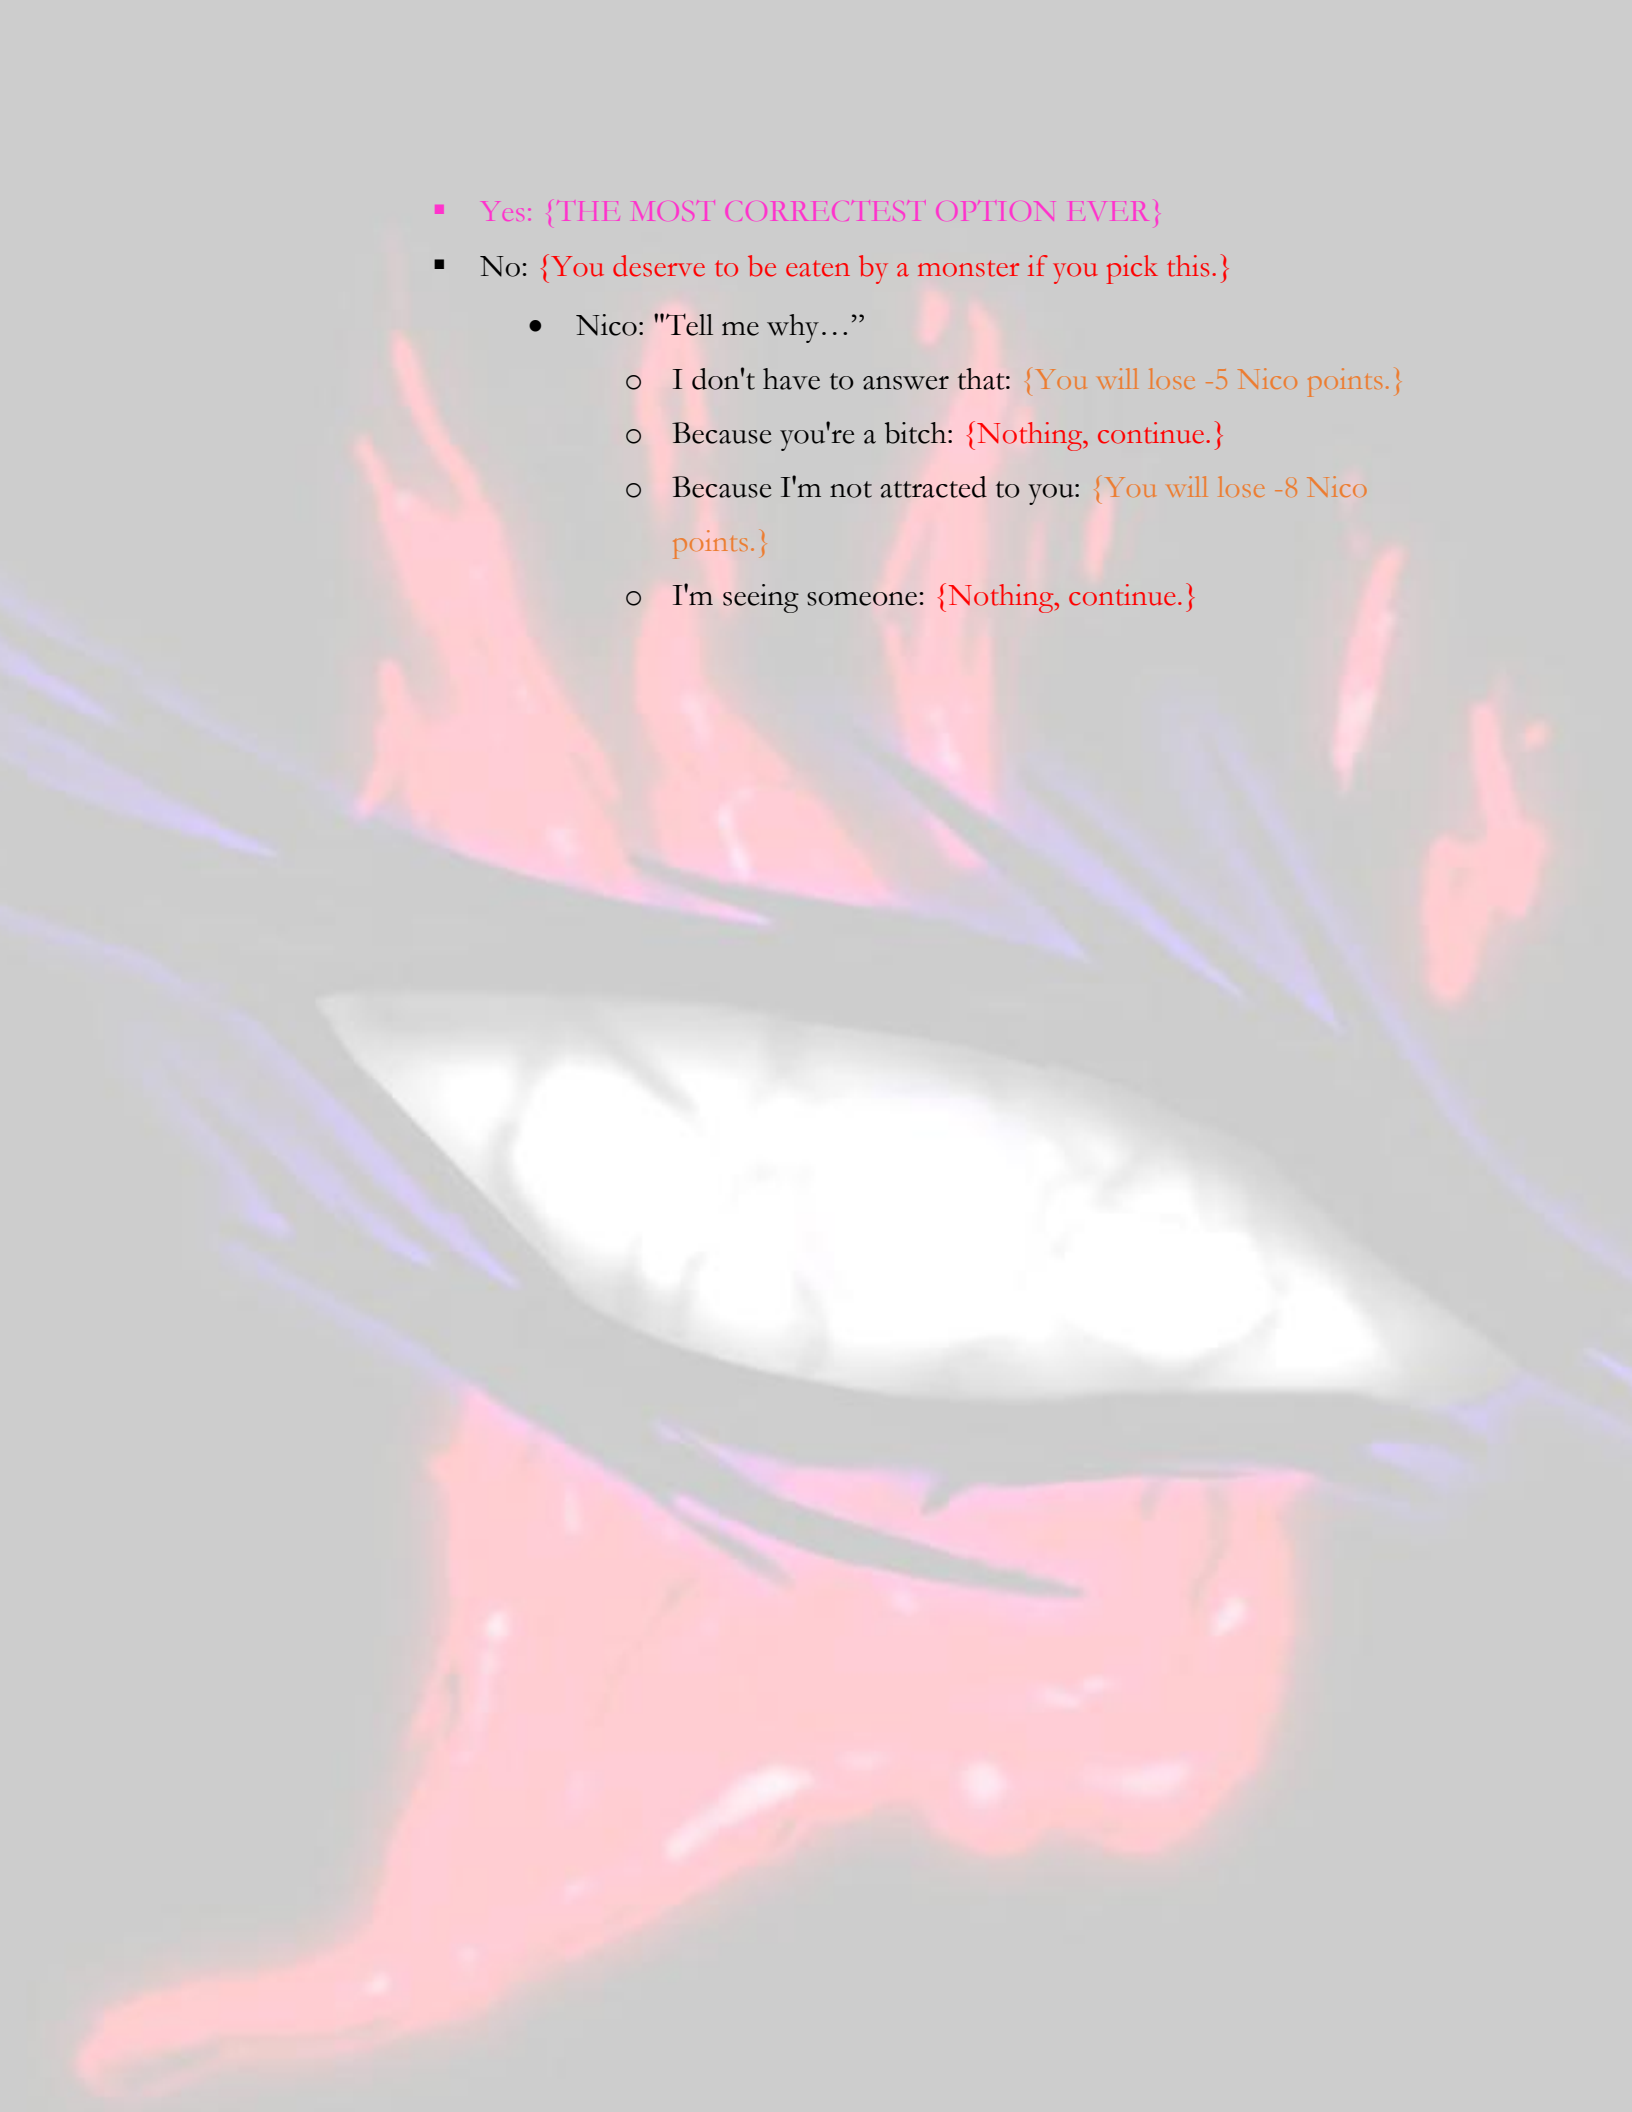 ▪ Yes: {THE MOST CORRECTEST OPTION EVER}
▪ No: {You deserve to be eaten by a monster if you pick this.}
• Nico: "Tell me why…”
o I don't have to answer that: {You will lose -5 Nico points.}
o Because you're a bitch: {Nothing, continue.}
o Because I'm not attracted to you: {You will lose -8 Nico
points.}
o I'm seeing someone: {Nothing, continue.}